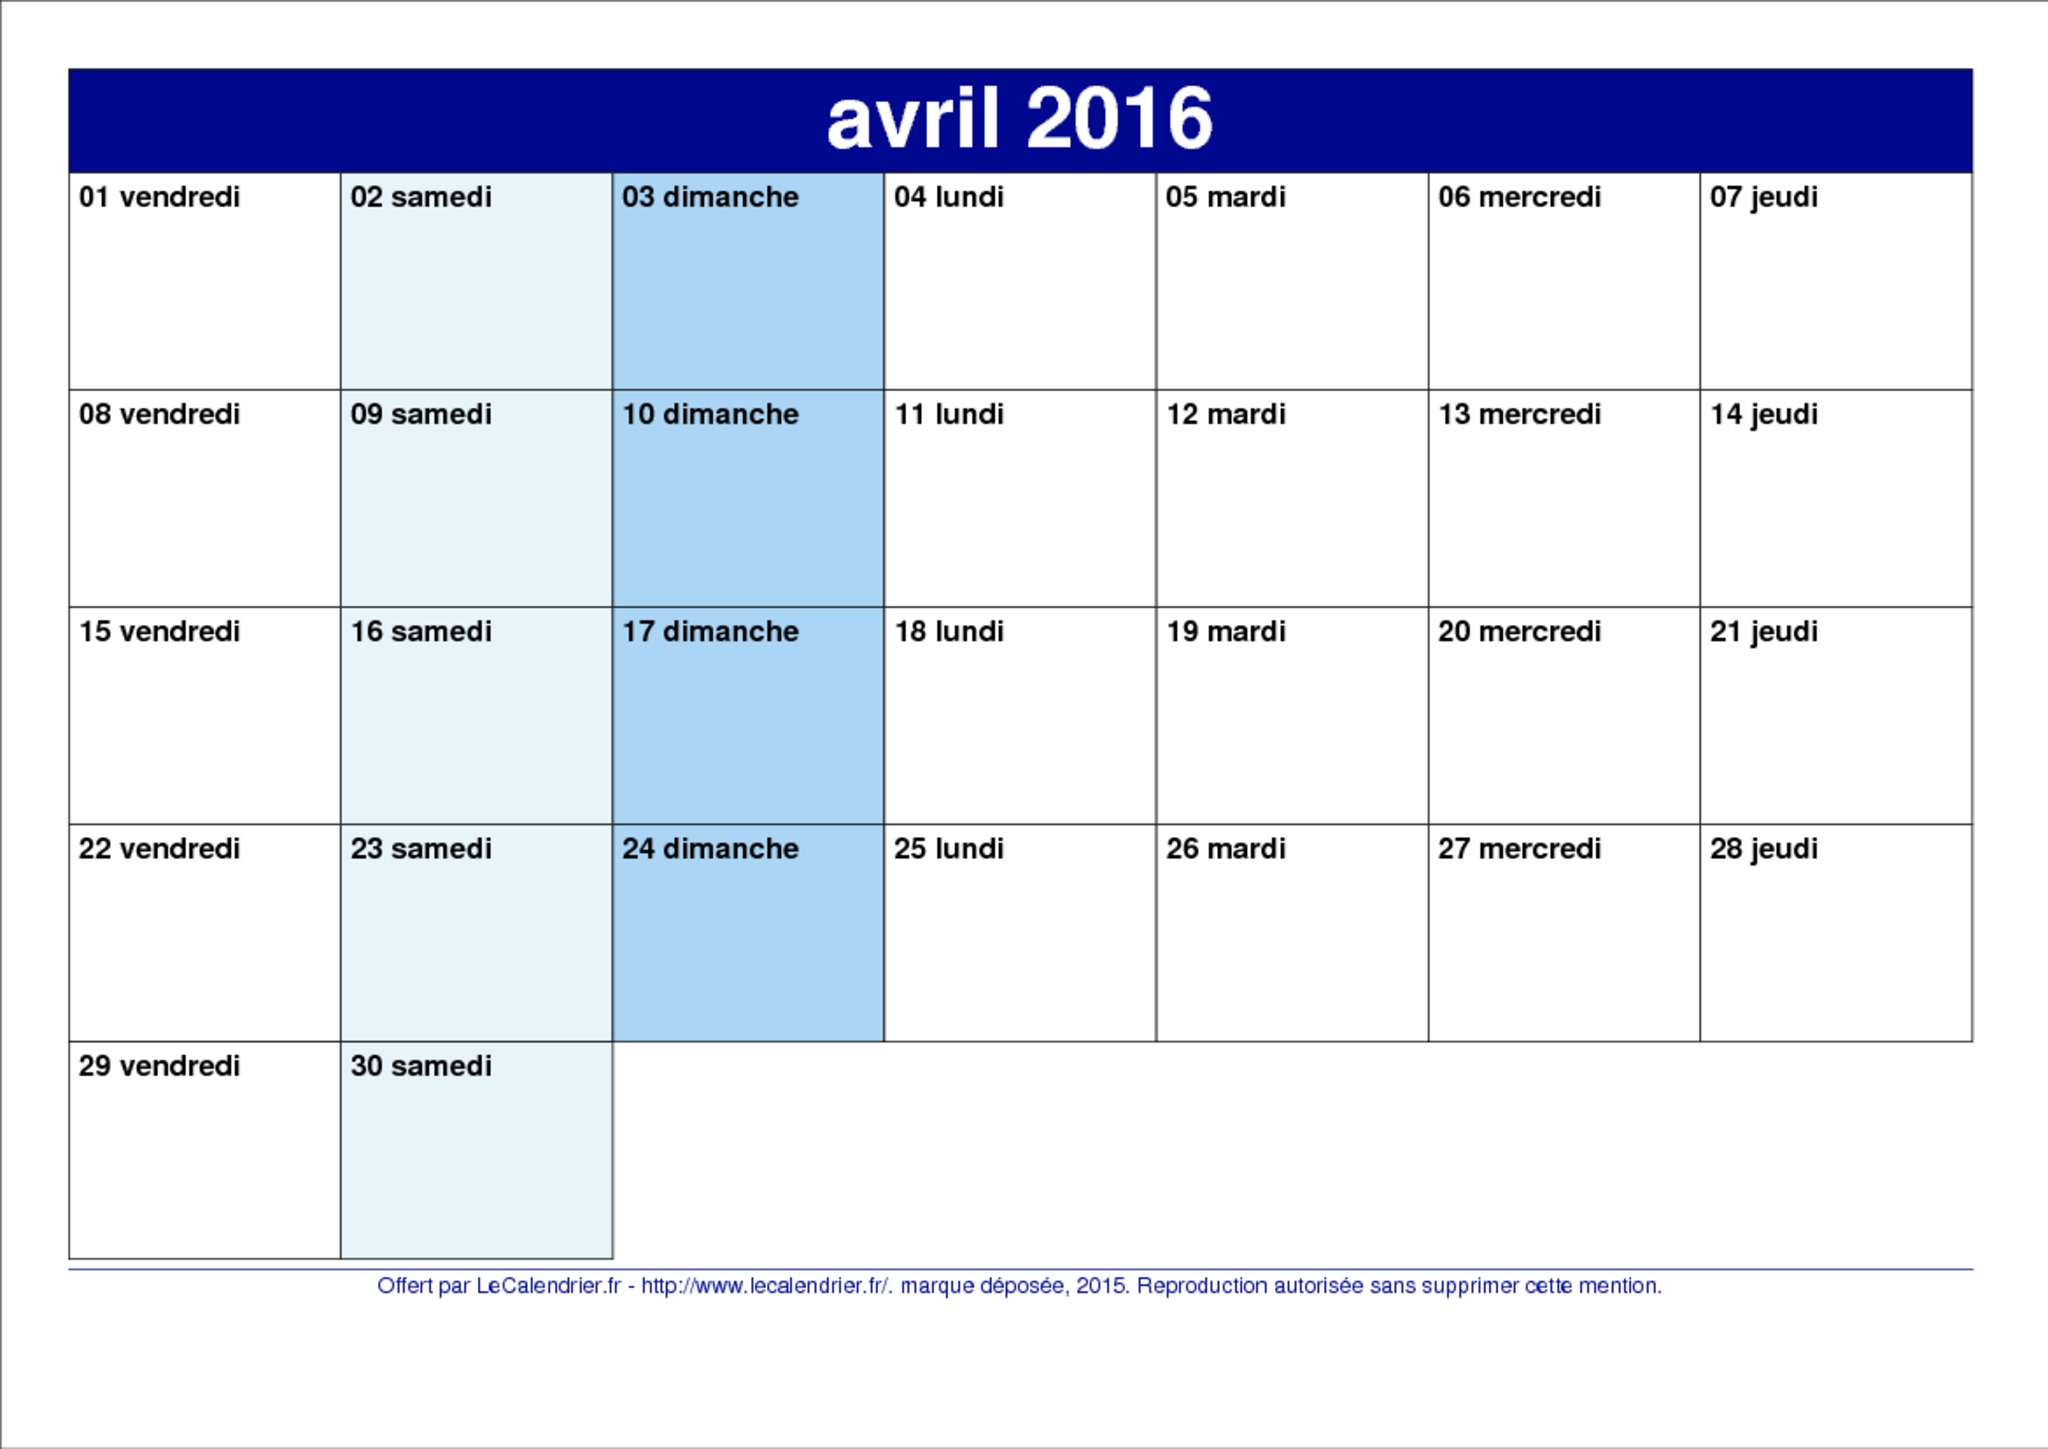 avril 2016
01 vendredi 02 samedi 03 dimanche 04 lundi 05 mardi 06 mercredi 07 jeudi
08 vendredi 09 samedi 10 dimanche 11 lundi 12 mardi 13 mercredi 14 jeudi
15 vendredi 16 samedi 17 dimanche 18 lundi 19 mardi 20 mercredi 21 jeudi
22 vendredi 23 samedi 24 dimanche 25 lundi 26 mardi 27 mercredi 28 jeudi
29 vendredi 30 samedi
Offert par LeCalendrier.fr - http://www.lecalendrier.fr/. marque déposée, 2015. Reproduction autorisée sans supprimer cette mention.